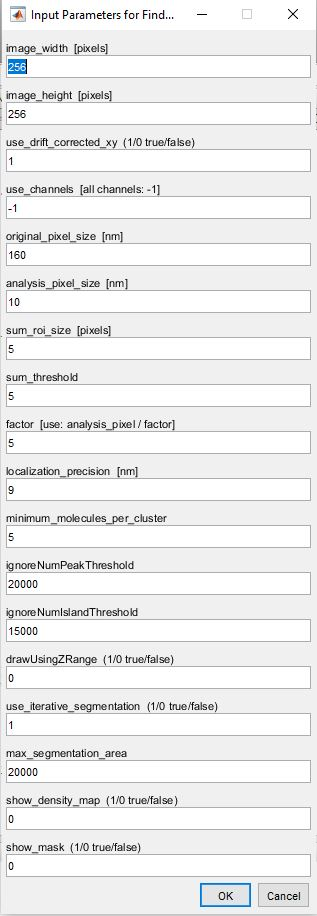 Input Parameters for Find...
image_width [pixels]
256
image_height [pixels]
256
use_drift_corrected_xy (1/0 true/false)
1
use_channels [all channels: -1]
-1
original_pixel_size [nm]
160
analysis_pixel_size [nm]
10
sum_roi_size [pixels]
5
sum_threshold
5
factor [use: analysis_pixel / factor]
5
localization_precision [nm]
9
minimum_molecules_per_cluster
5
ignoreNumPeakThreshold
20000
ignoreNumIslandThreshold
15000
drawUsingZRange (1/0 true/false)
0
use_iterative_segmentation (1/0 true/false)
1
max_segmentation_area
20000
show_density_map (1/0 true/false)
0
show_mask (1/0 true/false)
0
OK Cancel